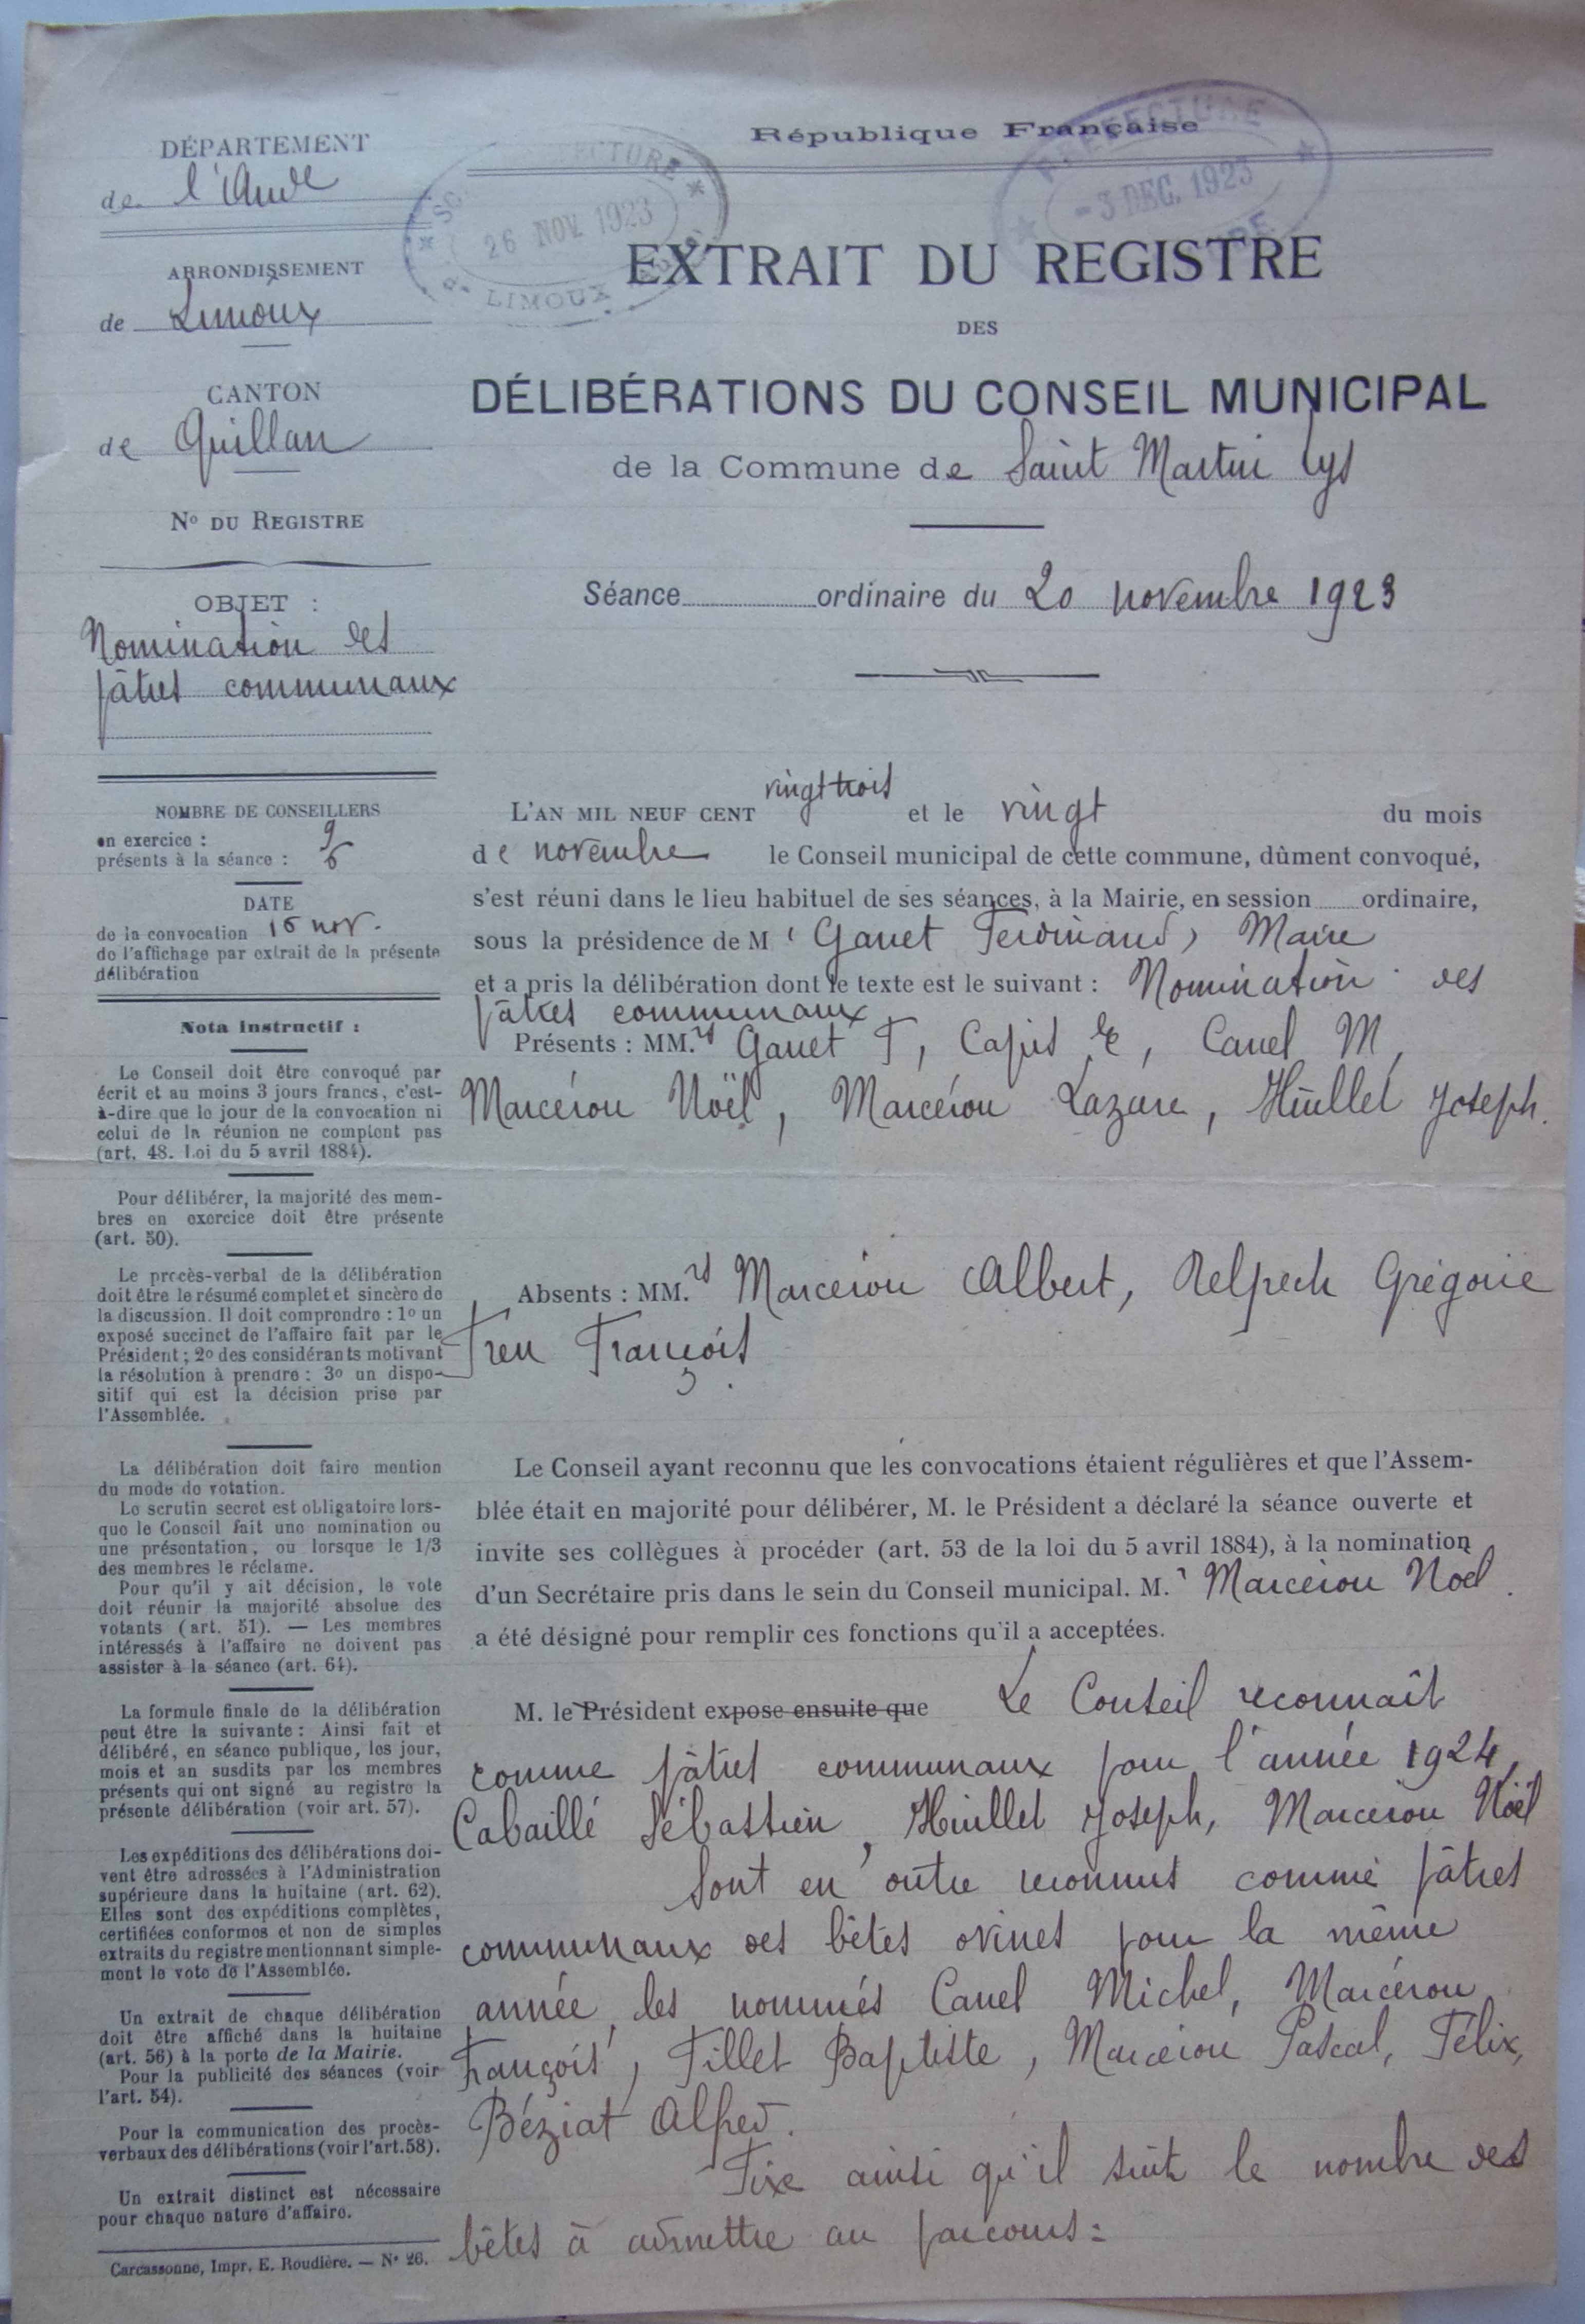 DÉPARTEMENT
de l'Aude
ARRONDISSEMENT
de Limoux
CANTON
de Quillan
No DU REGISTRE
OBJET :
Nomination des
pâtres communaux
NOMBRE DE CONSEILLERS
en exercice : 9
présents à la séance : 6
DATE
de la convocation 15 nov.
de l'affichage par extrait de la présente
délibération
Nota instructif :
Le Conseil doit être convoqué par
écrit et au moins 3 jours francs, c'est-
à-dire que le jour de la convocation ni
celui de la réunion ne comptent pas
(art. 48. Loi du 5 avril 1884).
Pour délibérer, la majorité des mem-
bres en exercice doit être présente
(art. 50).
Le procès-verbal de la délibération
doit être le résumé complet et sincère de
la discussion. Il doit comprendre : 1o un
exposé succinct de l'affaire fait par le
Président ; 2o des considérants motivant
la résolution à prendre : 3o un dispo-
sitif qui est la décision prise par
l'Assemblée.
La délibération doit faire mention
du mode de votation.
Le scrutin secret est obligatoire lors-
que le Conseil fait une nomination ou
une présentation, ou lorsque le 1/3
des membres le réclame.
Pour qu'il y ait décision, le vote
doit réunir la majorité absolue des
votants (art. 51). — Les membres
intéressés à l'affaire ne doivent pas
assister à la séance (art. 64).
La formule finale de la délibération
peut être la suivante : Ainsi fait et
délibéré, en séance publique, les jour,
mois et an susdits par les membres
présents qui ont signé au registre la
présente délibération (voir art. 57).
Les expéditions des délibérations doi-
vent être adressées à l'Administration
supérieure dans la huitaine (art. 62).
Elles sont des expéditions complètes,
certifiées conformes et non de simples
extraits du registre mentionnant simple-
ment le vote de l'Assemblée.
Un extrait de chaque délibération
doit être affiché dans la huitaine
(art. 56) à la porte de la Mairie.
Pour la publicité des séances (voir
l'art. 54).
Pour la communication des procès-
verbaux des délibérations (voir l'art. 58).
Un extrait distinct est nécessaire
pour chaque nature d'affaire.
Carcassonne, Impr. E. Roudière. — No 26.
République Française
26 NOV. 1923
LIMOUX
PRÉFECTURE
- 3 DEC. 1923
EXTRAIT DU REGISTRE
DES
DÉLIBÉRATIONS DU CONSEIL MUNICIPAL
de la Commune de Saint Martin Lys
Séance ordinaire du 20 novembre 1923
L'AN MIL NEUF CENT vingt trois et le vingt du mois
de novembre le Conseil municipal de cette commune, dûment convoqué,
s'est réuni dans le lieu habituel de ses séances, à la Mairie, en session ordinaire,
sous la présidence de M r Ganet Ferdinand, Maire
et a pris la délibération dont le texte est le suivant : Nomination des
pâtres communaux
Présents : MM.rs Ganet F, Capis E, Canel M,
Marcérou Noël, Marcérou Lazare, Huillet Joseph.
Absents : MM.rs Marcerou Albert, Delpech Grégoire
Freu François.
Le Conseil ayant reconnu que les convocations étaient régulières et que l'Assem-
blée était en majorité pour délibérer, M. le Président a déclaré la séance ouverte et
invite ses collègues à procéder (art. 53 de la loi du 5 avril 1884), à la nomination
d'un Secrétaire pris dans le sein du Conseil municipal. M. r Marcerou Noel.
a été désigné pour remplir ces fonctions qu'il a acceptées.
M. le Président expose ensuite que Le Conseil reconnaît
comme pâtres communaux pour l'année 1924,
Cabaillé Sébastien, Huillet Joseph, Marcerou Noël
Sont en outre reconnus comme pâtres
communaux des bêtes ovines pour la même
année, les nommés Canel Michel, Marcérou
François, Fillet Baptiste, Marcerou Pascal, Félix,
Béziat Alfred.
Fixe ainsi qu'il suit le nombre des
bêtes à admettre au parcours :